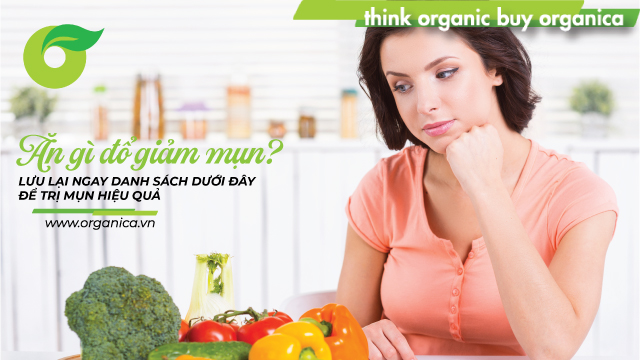 think organic buy organica
Ăn gì đổ giảm mụn?
LƯU LẠI NGAY DANH SÁCH DƯỚI ĐÂY
ĐỂ TRỊ MỤN HIỆU QUẢ
www.organica.vn